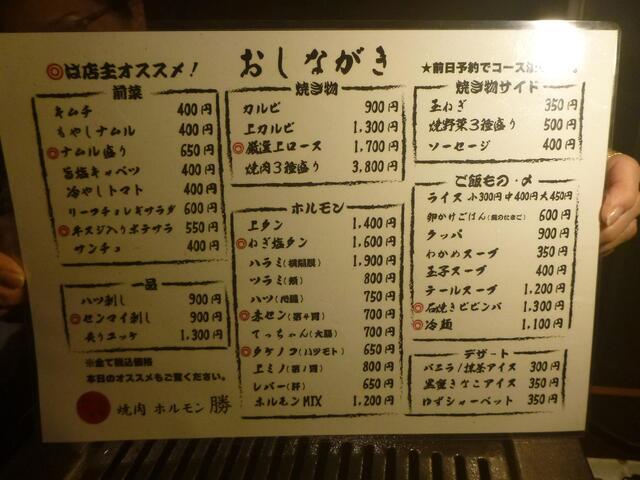 おしながき
◎は店主オススメ!
★前日予約でコース
前菜
キムチ 400円
もやしナムル 400円
◎ナムル盛り 650円
旨塩キャベツ 400円
冷やしトマト 400円
リーフチョレギサラダ 600円
◎牛スジ入りポテサラ 550円
サンチュ 400円
一品
ハツ刺し 900円
◎センマイ刺し 900円
炙りユッケ 1,300円
※全て税込価格
本日のオススメもご覧ください。
焼肉 ホルモン 勝
焼き物
カルビ 900円
上カルビ 1,300円
◎厳選上ロース 1,700円
焼肉3種盛り 3,800円
ホルモン
上タン 1,400円
◎ねぎ塩タン 1,600円
ハラミ(横隔膜) 1,900円
ツラミ(頬) 800円
ハツ(心臓) 750円
◎赤セン(第4胃) 700円
てっちゃん(大腸) 700円
◎タケノコ(ハツモト) 650円
上ミノ(第1胃) 800円
レバー(肝) 650円
ホルモンMIX 1,200円
焼き物サイド
玉ねぎ 350円
焼野菜3種盛り 500円
ソーセージ 400円
ご飯もの・〆
ライス 小300円 中400円 大450円
卵かけごはん 600円
クッパ 900円
わかめスープ 350円
玉子スープ 400円
テールスープ 1,200円
◎石焼きビビンバ 1,300円
◎冷麺 1,100円
デザート
バニラ/抹茶アイス 300円
黒蜜きなこアイス 350円
ゆずシャーベット 350円